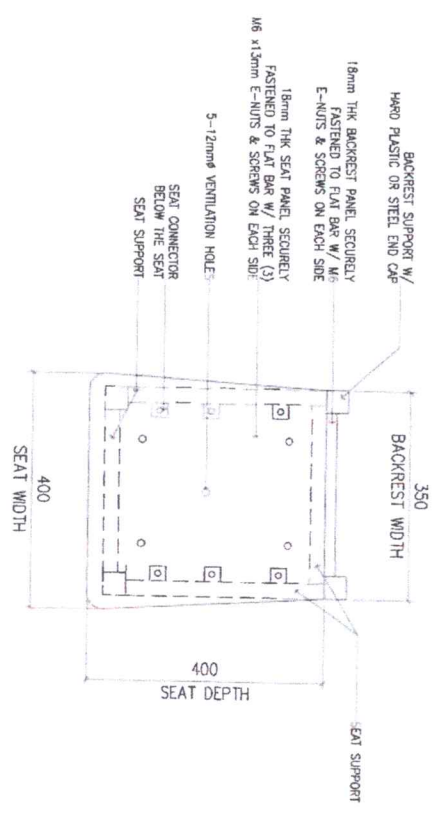 BACKREST SUPPORT W/
HARD PLASTIC OR STEEL END CAP
18mm THK BACKREST PANEL SECURELY
FASTENED TO FLAT BAR W/ M6
E-NUTS & SCREWS ON EACH SIDE
18mm THK SEAT PANEL SECURELY
FASTENED TO FLAT BAR W/ THREE (3)
M6 x13mm E-NUTS & SCREWS ON EACH SIDE
5-12mmø VENTILATION HOLES
SEAT CONNECTOR
BELOW THE SEAT
SEAT SUPPORT
350
BACKREST WIDTH
400
SEAT WIDTH
400
SEAT DEPTH
SEAT SUPPORT